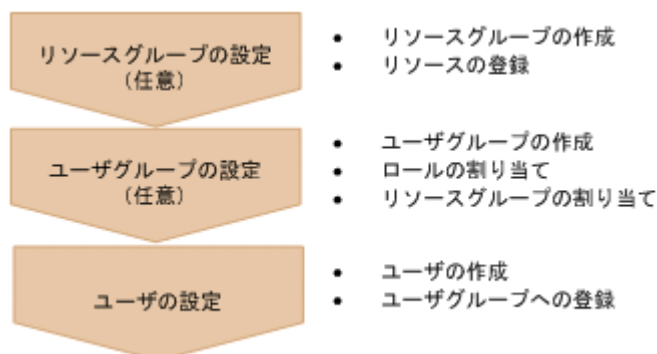 リソースグループの設定
(任意)
• リソースグループの作成
• リソースの登録
ユーザグループの設定
(任意)
• ユーザグループの作成
• ロールの割り当て
• リソースグループの割り当て
ユーザの設定
• ユーザの作成
• ユーザグループへの登録